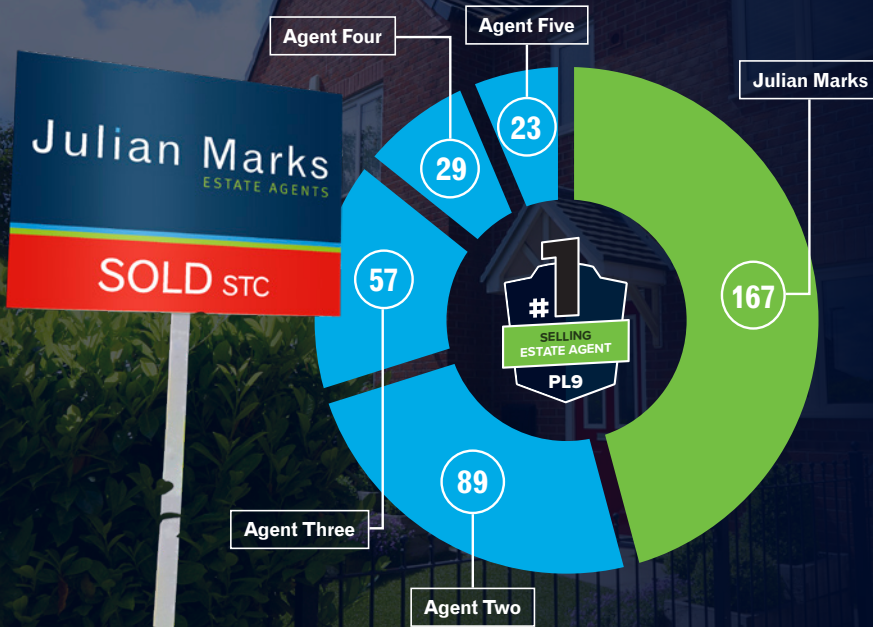 Agent Four
Agent Five
Julian Marks
Julian Marks
ESTATE AGENTS
SOLD STC
23
29
57
167
89
#1
SELLING
ESTATE AGENT
PL9
Agent Three
Agent Two